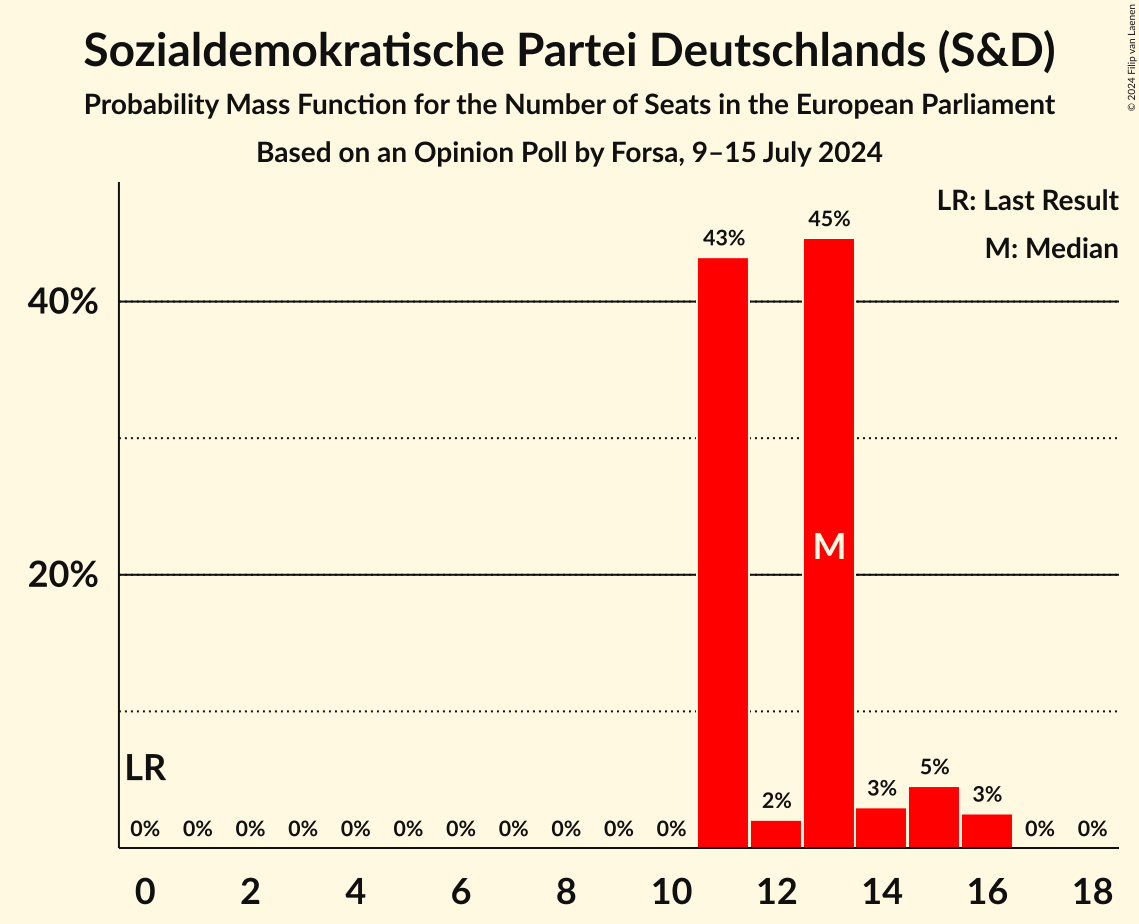 Sozialdemokratische Partei Deutschlands (S&D)
Probability Mass Function for the Number of Seats in the European Parliament
Based on an Opinion Poll by Forsa, 9–15 July 2024
© 2024 Filip van Laenen
LR: Last Result
M: Median
45%
43%
40%
M
20%
LR
5%
3%
3%
2%
0% 0% 0% 0% 0% 0% 0% 0% 0% 0% 0% 0% 0%
0 2 4 6 8 10 12 14 16 18